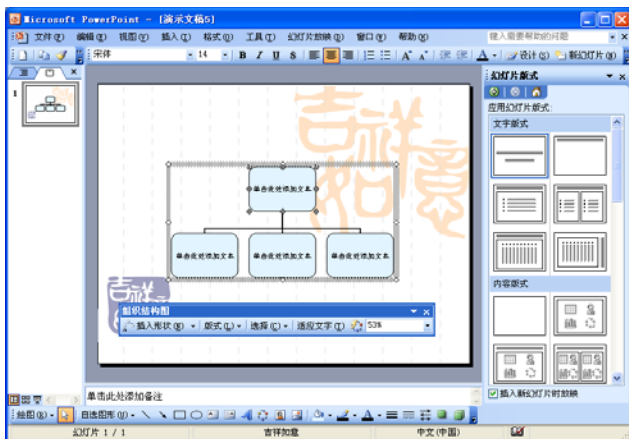 Microsoft PowerPoint - [演示文稿5]
文件(F) 编辑(E) 视图(V) 插入(I) 格式(O) 工具(T) 幻灯片放映(D) 窗口(W) 帮助(H) 键入需要帮助的问题
宋体 14 B I U S A A A 设计(S) 新幻灯片(N)
幻灯片版式
应用幻灯片版式:
文字版式
1
吉祥如意
单击此处添加文本
单击此处添加文本 单击此处添加文本 单击此处添加文本
吉祥
内容版式
组织结构图
插入形状(N) 版式(L) 选择(C) 适应文字(T) 53%
单击此处添加备注
插入新幻灯片时放映
绘图(R) 自选图形(U) A
幻灯片 1 / 1 吉祥如意 中文(中国)